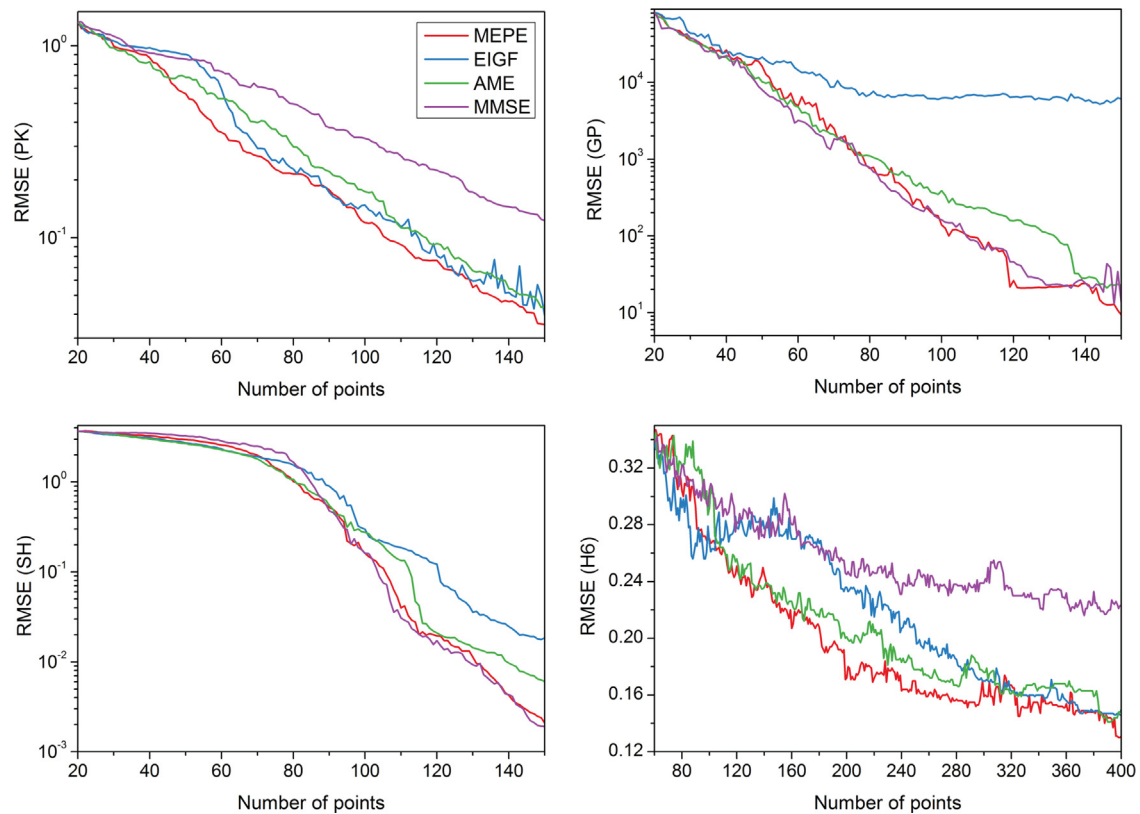 RMSE (PK)
10⁰
10⁻¹
MEPE
EIGF
AME
MMSE
20 40 60 80 100 120 140
Number of points
RMSE (GP)
10⁴
10³
10²
10¹
20 40 60 80 100 120 140
Number of points
RMSE (SH)
10⁰
10⁻¹
10⁻²
10⁻³
20 40 60 80 100 120 140
Number of points
RMSE (H6)
0.32
0.28
0.24
0.20
0.16
0.12
80 120 160 200 240 280 320 360 400
Number of points